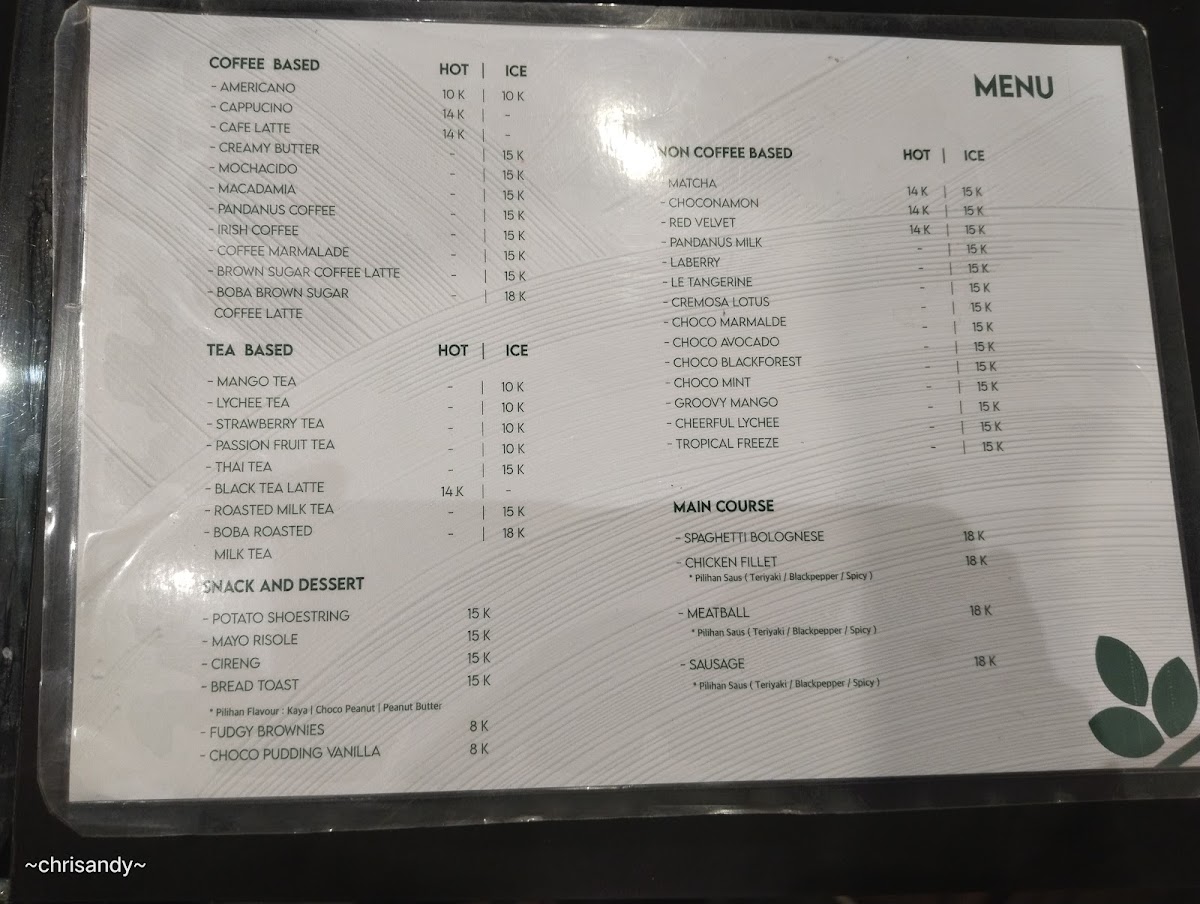 MENU
COFFEE BASED HOT | ICE
- AMERICANO 10 K | 10 K
- CAPPUCINO 14 K | -
- CAFE LATTE 14 K | -
- CREAMY BUTTER - | 15 K
- MOCHACIDO - | 15 K
- MACADAMIA - | 15 K
- PANDANUS COFFEE - | 15 K
- IRISH COFFEE - | 15 K
- COFFEE MARMALADE - | 15 K
- BROWN SUGAR COFFEE LATTE - | 15 K
- BOBA BROWN SUGAR - | 18 K
COFFEE LATTE
TEA BASED HOT | ICE
- MANGO TEA - | 10 K
- LYCHEE TEA - | 10 K
- STRAWBERRY TEA - | 10 K
- PASSION FRUIT TEA - | 10 K
- THAI TEA - | 15 K
- BLACK TEA LATTE 14 K | -
- ROASTED MILK TEA - | 15 K
- BOBA ROASTED - | 18 K
MILK TEA
SNACK AND DESSERT
- POTATO SHOESTRING 15 K
- MAYO RISOLE 15 K
- CIRENG 15 K
- BREAD TOAST 15 K
* Pilihan Flavour : Kaya | Choco Peanut | Peanut Butter
- FUDGY BROWNIES 8 K
- CHOCO PUDDING VANILLA 8 K
NON COFFEE BASED HOT | ICE
MATCHA 14 K | 15 K
- CHOCONAMON 14 K | 15 K
- RED VELVET 14 K | 15 K
- PANDANUS MILK - | 15 K
- LABERRY - | 15 K
- LE TANGERINE - | 15 K
- CREMOSA LOTUS - | 15 K
- CHOCO MARMALDE - | 15 K
- CHOCO AVOCADO - | 15 K
- CHOCO BLACKFOREST - | 15 K
- CHOCO MINT - | 15 K
- GROOVY MANGO - | 15 K
- CHEERFUL LYCHEE - | 15 K
- TROPICAL FREEZE - | 15 K
MAIN COURSE
- SPAGHETTI BOLOGNESE 18 K
- CHICKEN FILLET 18 K
* Pilihan Saus ( Teriyaki / Blackpepper / Spicy )
- MEATBALL 18 K
* Pilihan Saus ( Teriyaki / Blackpepper / Spicy )
- SAUSAGE 18 K
* Pilihan Saus ( Teriyaki / Blackpepper / Spicy )
~chrisandy~